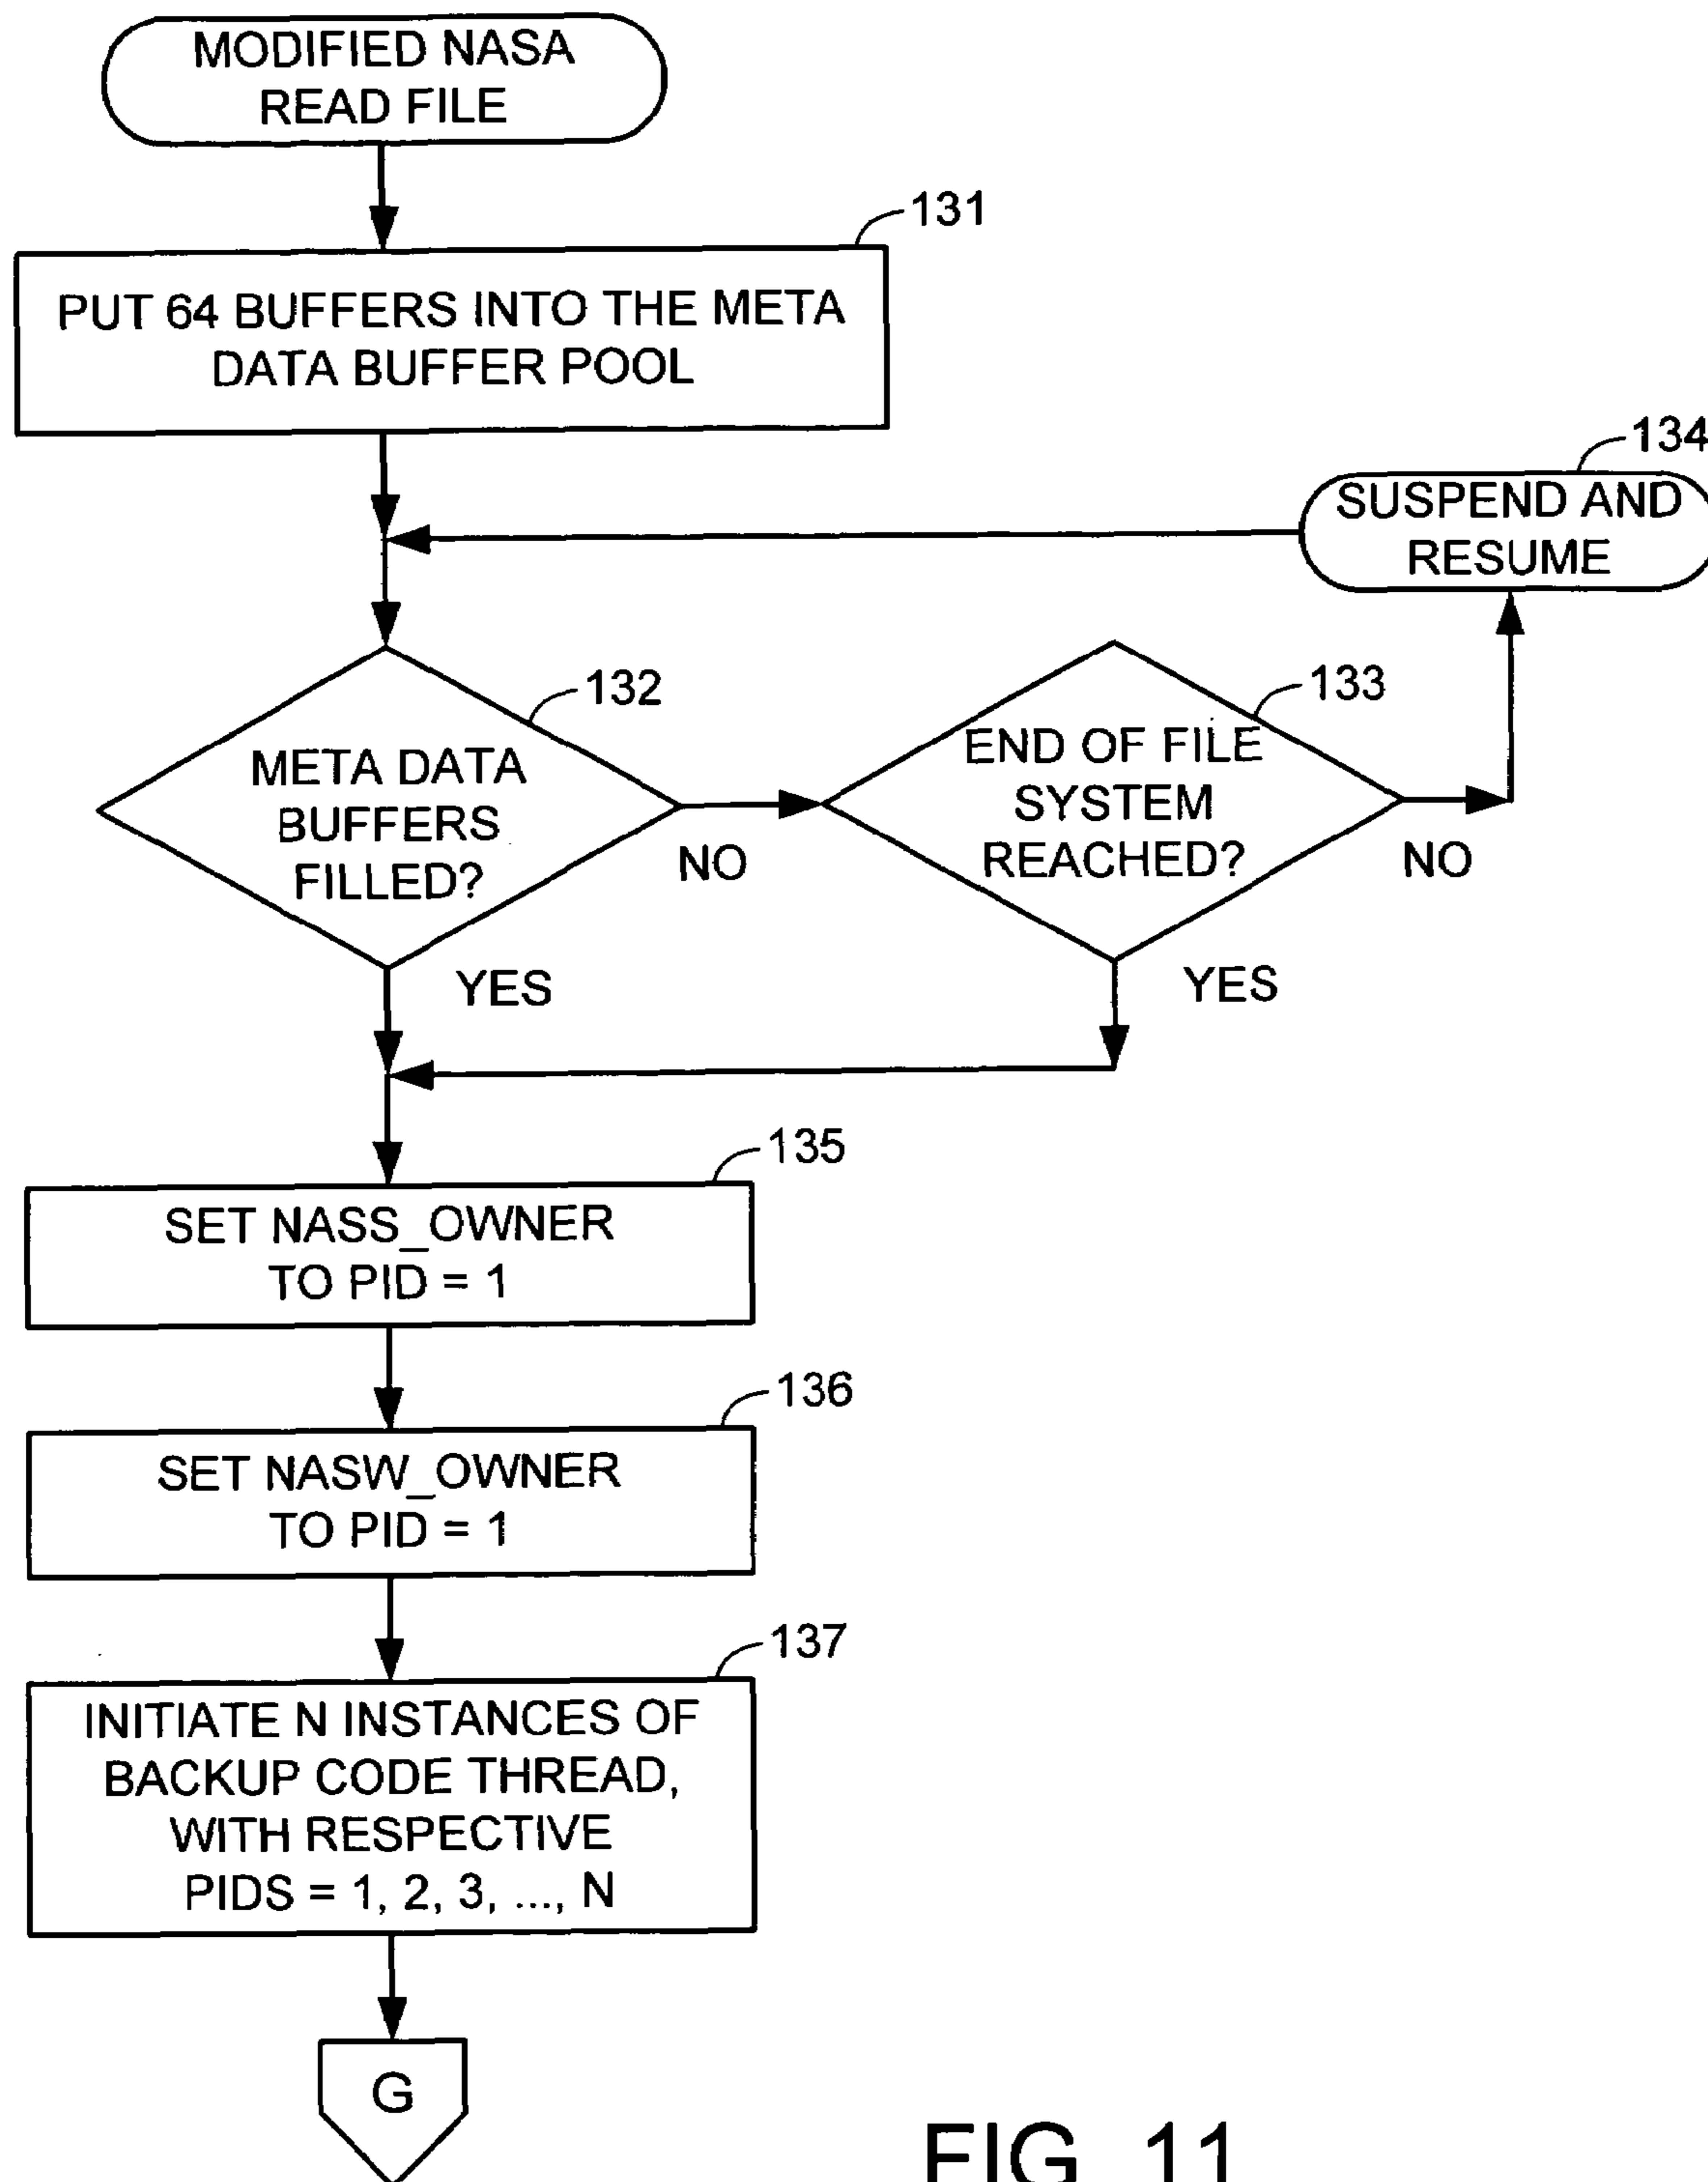 MODIFIED NASA
READ FILE
131
PUT 64 BUFFERS INTO THE META
DATA BUFFER POOL
134
SUSPEND AND
RESUME
132
META DATA
BUFFERS
FILLED?
NO
133
END OF FILE
SYSTEM
REACHED?
NO
YES
YES
135
SET NASS_OWNER
TO PID = 1
136
SET NASW_OWNER
TO PID = 1
137
INITIATE N INSTANCES OF
BACKUP CODE THREAD,
WITH RESPECTIVE
PIDS = 1, 2, 3, ..., N
G
FIG. 11